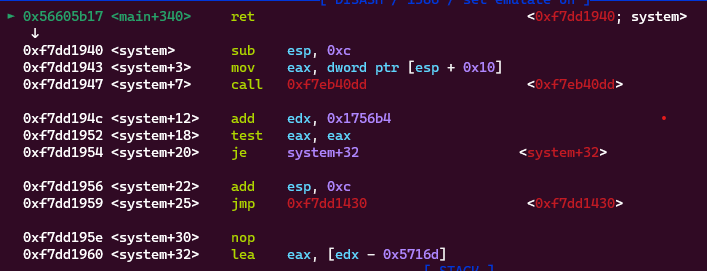 [ DISASM / i386 / set emulate on ]
► 0x56605b17 <main+340> ret <0xf7dd1940; system>
↓
0xf7dd1940 <system> sub esp, 0xc
0xf7dd1943 <system+3> mov eax, dword ptr [esp + 0x10]
0xf7dd1947 <system+7> call 0xf7eb40dd <0xf7eb40dd>
0xf7dd194c <system+12> add edx, 0x1756b4
0xf7dd1952 <system+18> test eax, eax
0xf7dd1954 <system+20> je system+32 <system+32>
0xf7dd1956 <system+22> add esp, 0xc
0xf7dd1959 <system+25> jmp 0xf7dd1430 <0xf7dd1430>
0xf7dd195e <system+30> nop
0xf7dd1960 <system+32> lea eax, [edx - 0x5716d]
[ STACK ]